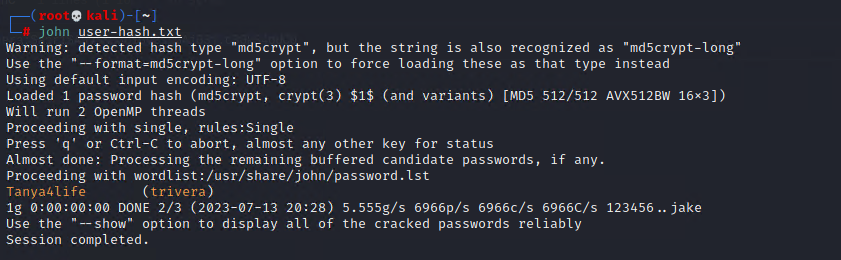 (root💀kali)-[~]
# john user-hash.txt
Warning: detected hash type "md5crypt", but the string is also recognized as "md5crypt-long"
Use the "--format=md5crypt-long" option to force loading these as that type instead
Using default input encoding: UTF-8
Loaded 1 password hash (md5crypt, crypt(3) $1$ (and variants) [MD5 512/512 AVX512BW 16×3])
Will run 2 OpenMP threads
Proceeding with single, rules:Single
Press 'q' or Ctrl-C to abort, almost any other key for status
Almost done: Processing the remaining buffered candidate passwords, if any.
Proceeding with wordlist:/usr/share/john/password.lst
Tanya4life       (trivera)
1g 0:00:00:00 DONE 2/3 (2023-07-13 20:28) 5.555g/s 6966p/s 6966c/s 6966C/s 123456..jake
Use the "--show" option to display all of the cracked passwords reliably
Session completed.